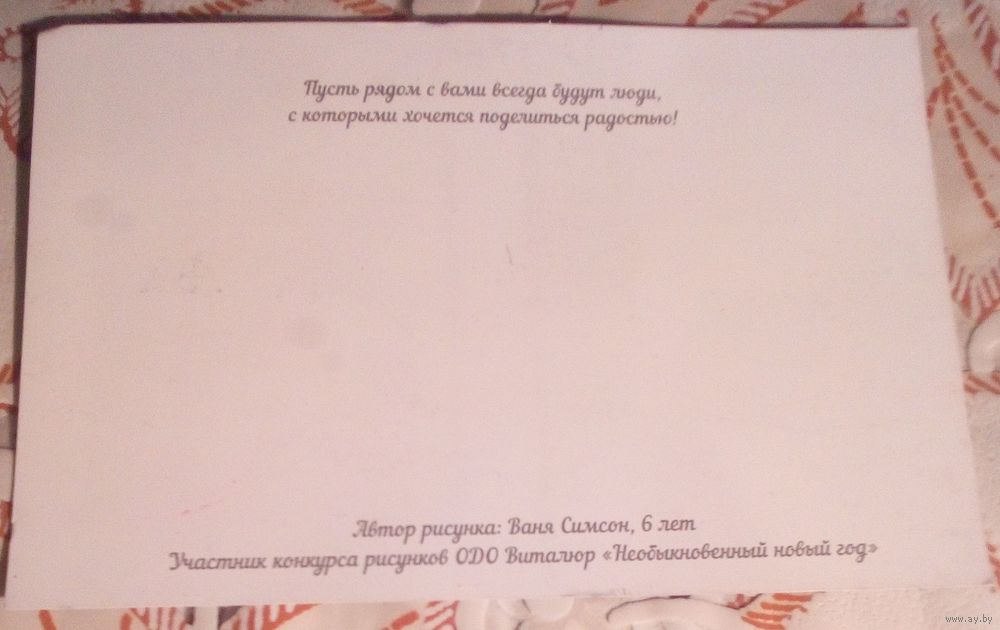 Пусть рядом с вами всегда будут люди,
с которыми хочется поделиться радостью!
Автор рисунка: Ваня Симсон, 6 лет
Участник конкурса рисунков ОДО Виталюр «Необыкновенный новый год»
www.ay.by